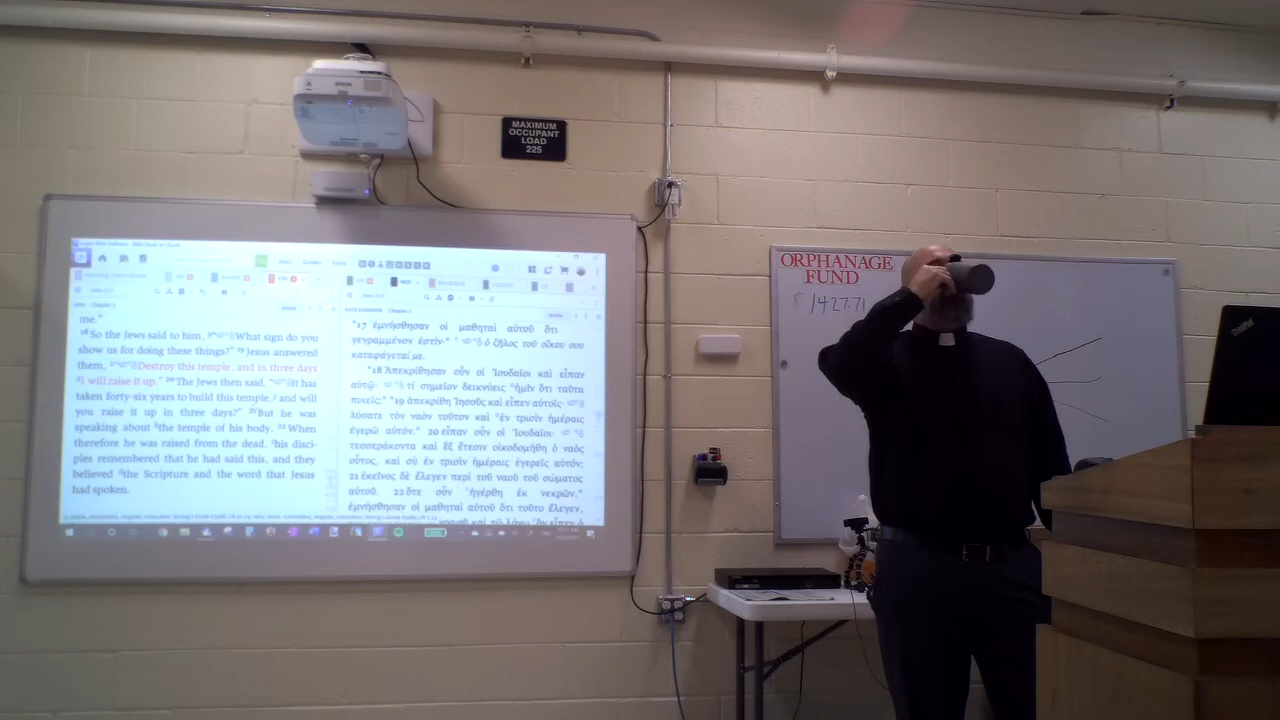 EPSON
MAXIMUM
OCCUPANT
LOAD
225
ORPHANAGE
FUND
$1427.71
ThinkPad
Docs Guides Tools
John - Chapter 2
me."
18 So the Jews said to him, "What sign do you
show us for doing these things?" 19 Jesus answered
them, "Destroy this temple, and in three days
I will raise it up." 20 The Jews then said, "It has
taken forty-six years to build this temple, and will
you raise it up in three days?" 21 But he was
speaking about the temple of his body. 22 When
therefore he was raised from the dead, his disci-
ples remembered that he had said this, and they
believed the Scripture and the word that Jesus
had spoken.
Chapter 2
17 ἐμνήσθησαν οἱ μαθηταὶ αὐτοῦ ὅτι
γεγραμμένον ἐστίν· ὁ ζῆλος τοῦ οἴκου σου
καταφάγεταί με.
18 Ἀπεκρίθησαν οὖν οἱ Ἰουδαῖοι καὶ εἶπαν
αὐτῷ· τί σημεῖον δεικνύεις ἡμῖν ὅτι ταῦτα
ποιεῖς; 19 ἀπεκρίθη Ἰησοῦς καὶ εἶπεν αὐτοῖς·
λύσατε τὸν ναὸν τοῦτον καὶ ἐν τρισὶν ἡμέραις
ἐγερῶ αὐτόν. 20 εἶπαν οὖν οἱ Ἰουδαῖοι·
τεσσεράκοντα καὶ ἓξ ἔτεσιν οἰκοδομήθη ὁ ναὸς
οὗτος, καὶ σὺ ἐν τρισὶν ἡμέραις ἐγερεῖς αὐτόν;
21 ἐκεῖνος δὲ ἔλεγεν περὶ τοῦ ναοῦ τοῦ σώματος
αὐτοῦ. 22 ὅτε οὖν ἠγέρθη ἐκ νεκρῶν,
ἐμνήσθησαν οἱ μαθηταὶ αὐτοῦ ὅτι τοῦτο ἔλεγεν,